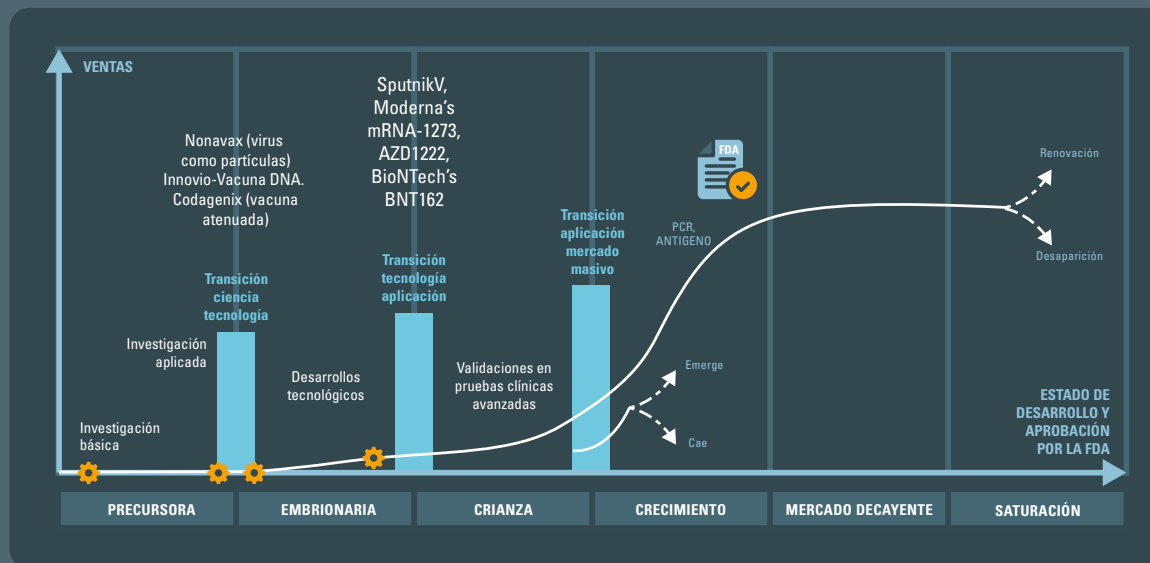 VENTAS
Nonavax (virus
como partículas)
Innovio-Vacuna DNA.
Codagenix (vacuna
atenuada)
SputnikV,
Moderna's
mRNA-1273,
AZD1222,
BioNTech's
BNT162
Transición
ciencia
tecnología
Transición
tecnología
aplicación
Transición
aplicación
mercado
masivo
FDA
PCR,
ANTIGENO
Renovación
Desaparición
Investigación
básica
Investigación
aplicada
Desarrollos
tecnológicos
Validaciones en
pruebas clínicas
avanzadas
Emerge
Cae
ESTADO DE
DESARROLLO Y
APROBACIÓN
POR LA FDA
PRECURSORA
EMBRIONARIA
CRIANZA
CRECIMIENTO
MERCADO DECAYENTE
SATURACIÓN